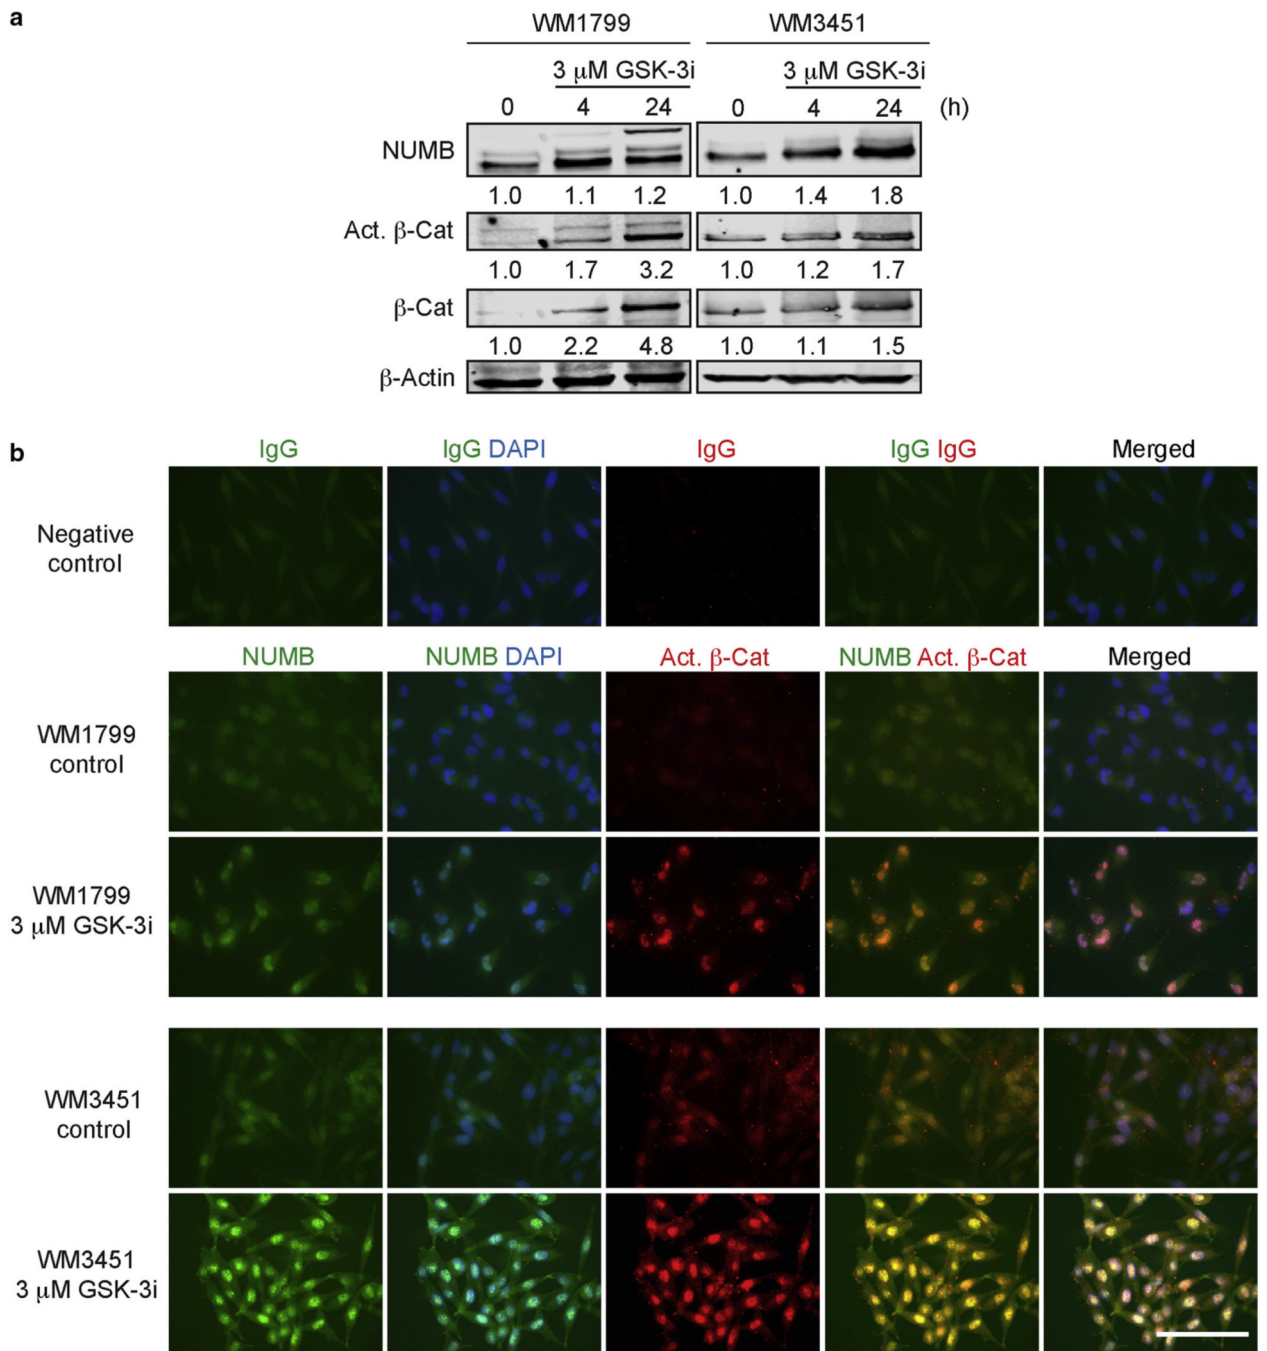 a
WM1799 WM3451
3 μM GSK-3i 3 μM GSK-3i
0 4 24 0 4 24 (h)
NUMB
1.0 1.1 1.2 1.0 1.4 1.8
Act. β-Cat
1.0 1.7 3.2 1.0 1.2 1.7
β-Cat
1.0 2.2 4.8 1.0 1.1 1.5
β-Actin
b
IgG IgG DAPI IgG IgG IgG Merged
Negative
control
NUMB NUMB DAPI Act. β-Cat NUMB Act. β-Cat Merged
WM1799
control
WM1799
3 μM GSK-3i
WM3451
control
WM3451
3 μM GSK-3i